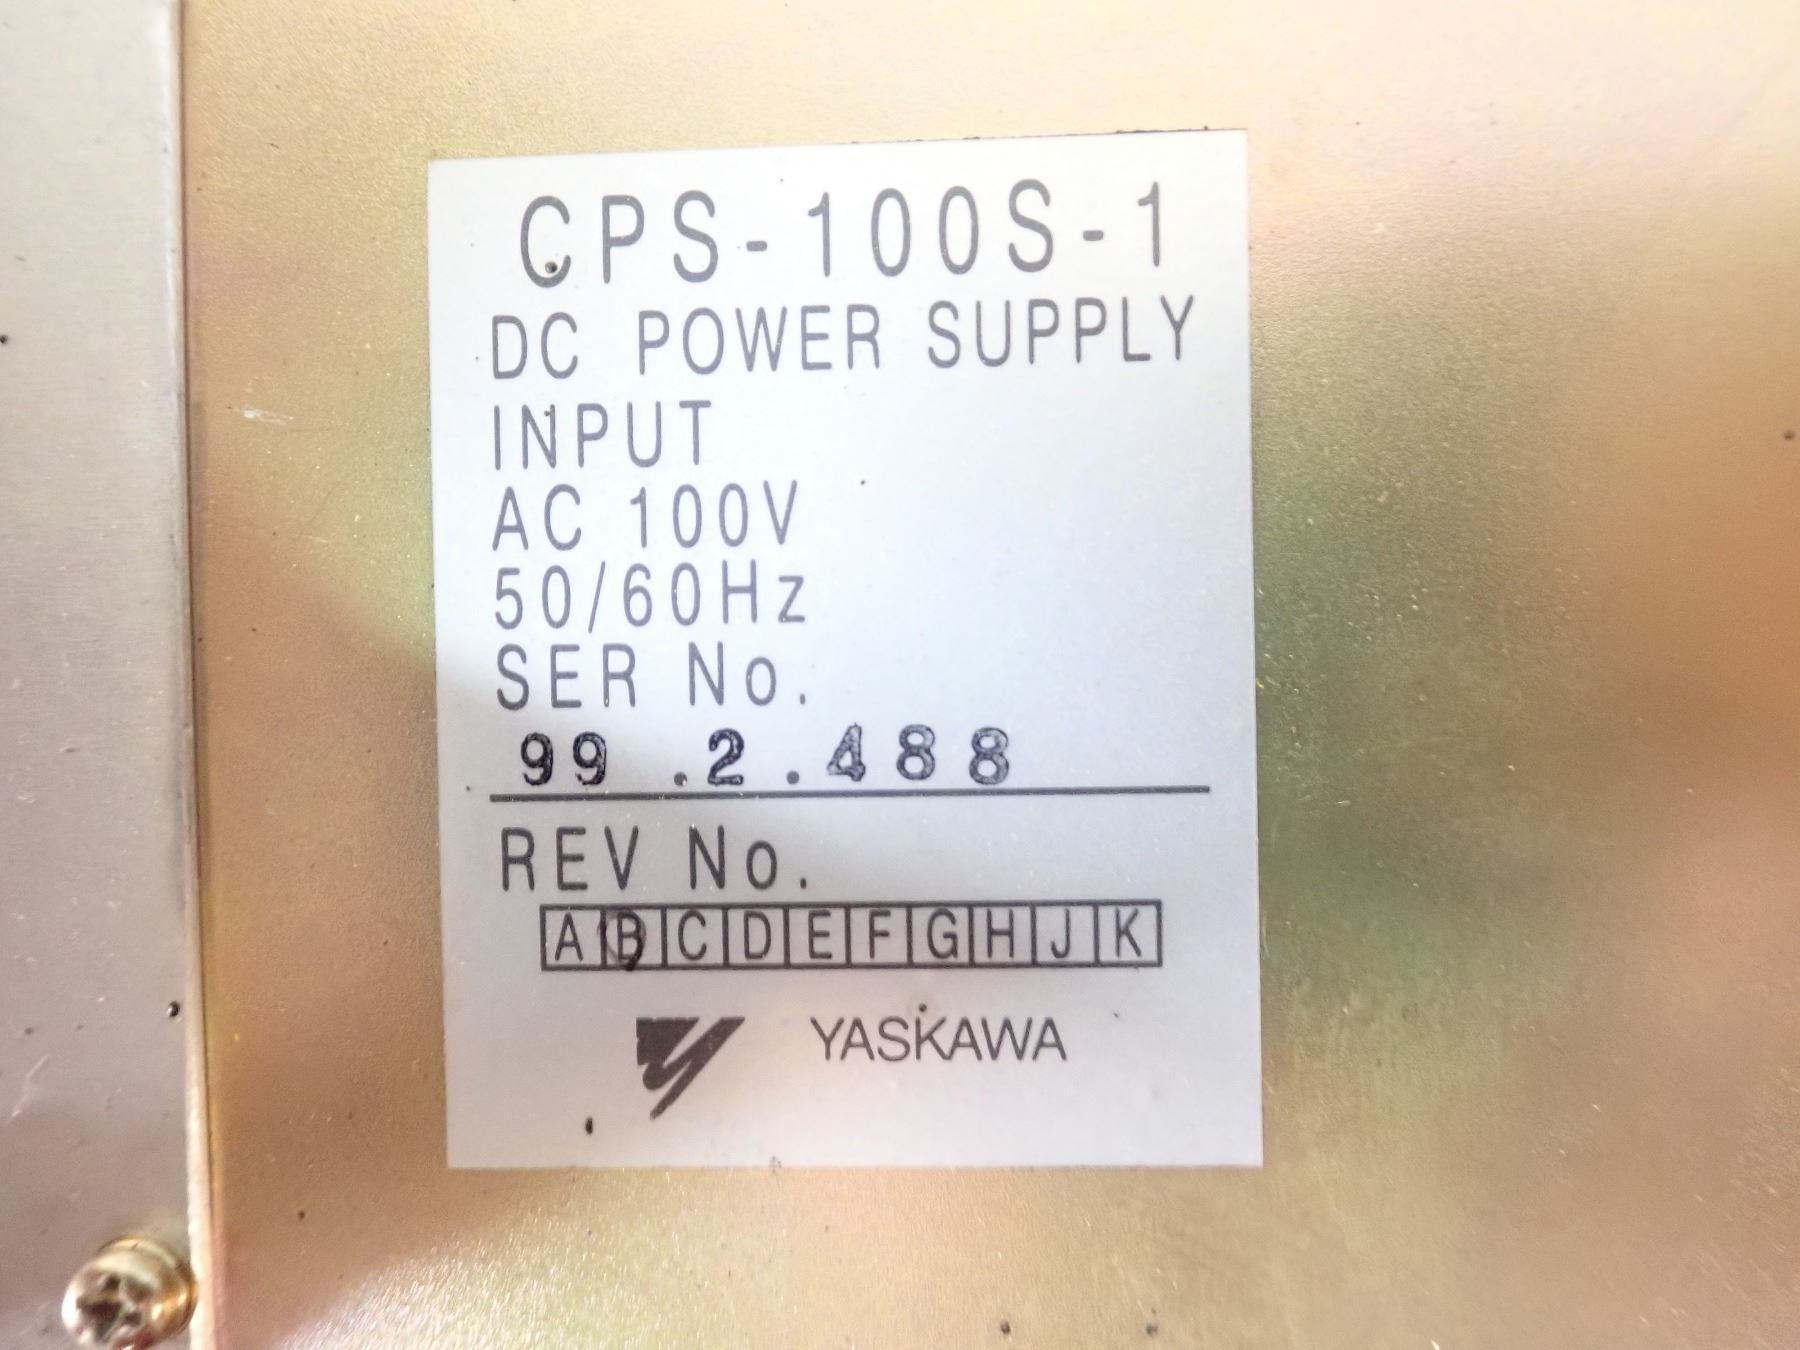 CPS-100S-1
DC POWER SUPPLY
INPUT
AC 100V
50/60Hz
SER No.
99 .2 .488
REV No.
A B C D E F G H J K
YASKAWA